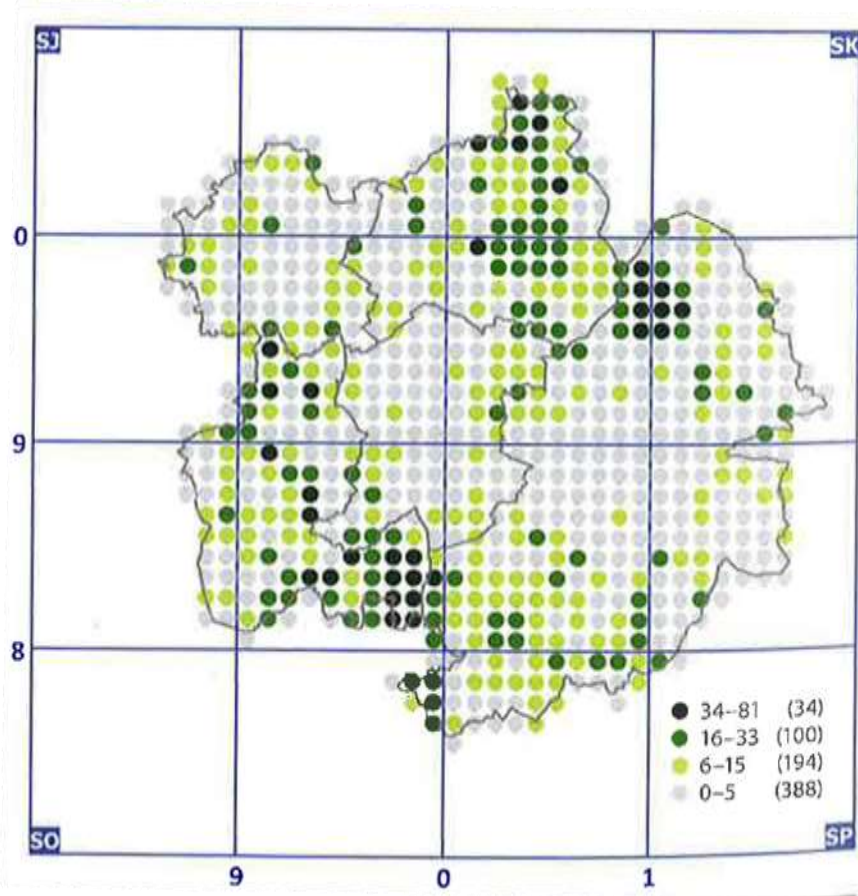 SJ SK
0
9
8
34–81 (34)
16–33 (100)
6–15 (194)
0–5 (388)
SO SP
9 0 1